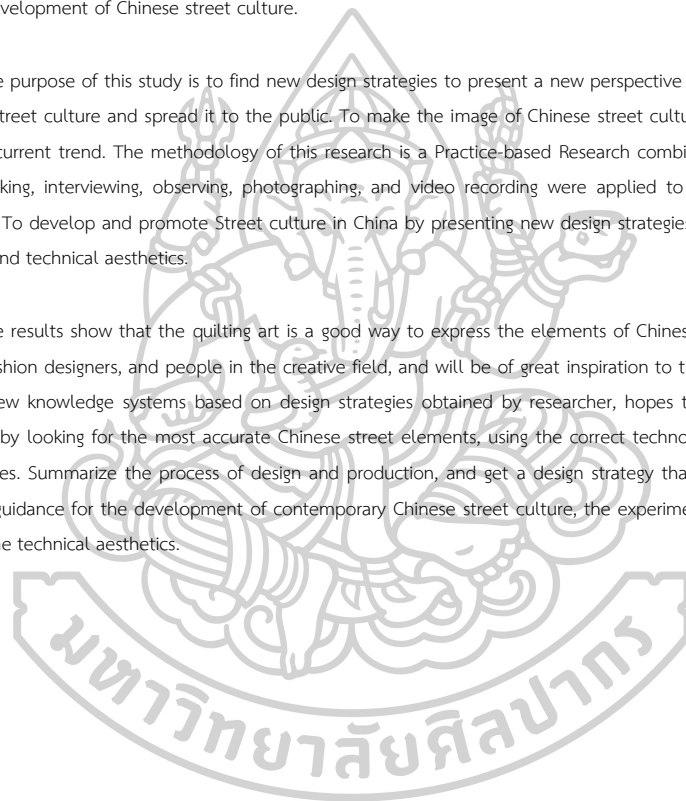 velopment of Chinese street culture.
e purpose of this study is to find new design strategies to present a new perspective
treet culture and spread it to the public. To make the image of Chinese street cultu
current trend. The methodology of this research is a Practice-based Research combi
king, interviewing, observing, photographing, and video recording were applied to
To develop and promote Street culture in China by presenting new design strategies
nd technical aesthetics.
e results show that the quilting art is a good way to express the elements of Chines
shion designers, and people in the creative field, and will be of great inspiration to t
ew knowledge systems based on design strategies obtained by researcher, hopes t
by looking for the most accurate Chinese street elements, using the correct techno
es. Summarize the process of design and production, and get a design strategy tha
guidance for the development of contemporary Chinese street culture, the experime
e technical aesthetics.
มหาวิทยาลัยศิลปากร